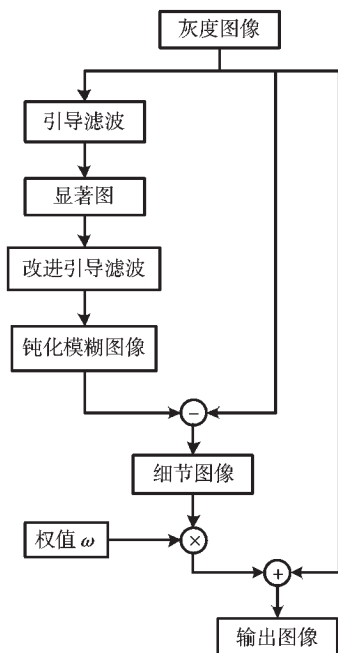 灰度图像
引导滤波
显著图
改进引导滤波
钝化模糊图像
−
细节图像
权值 ω
×
+
输出图像